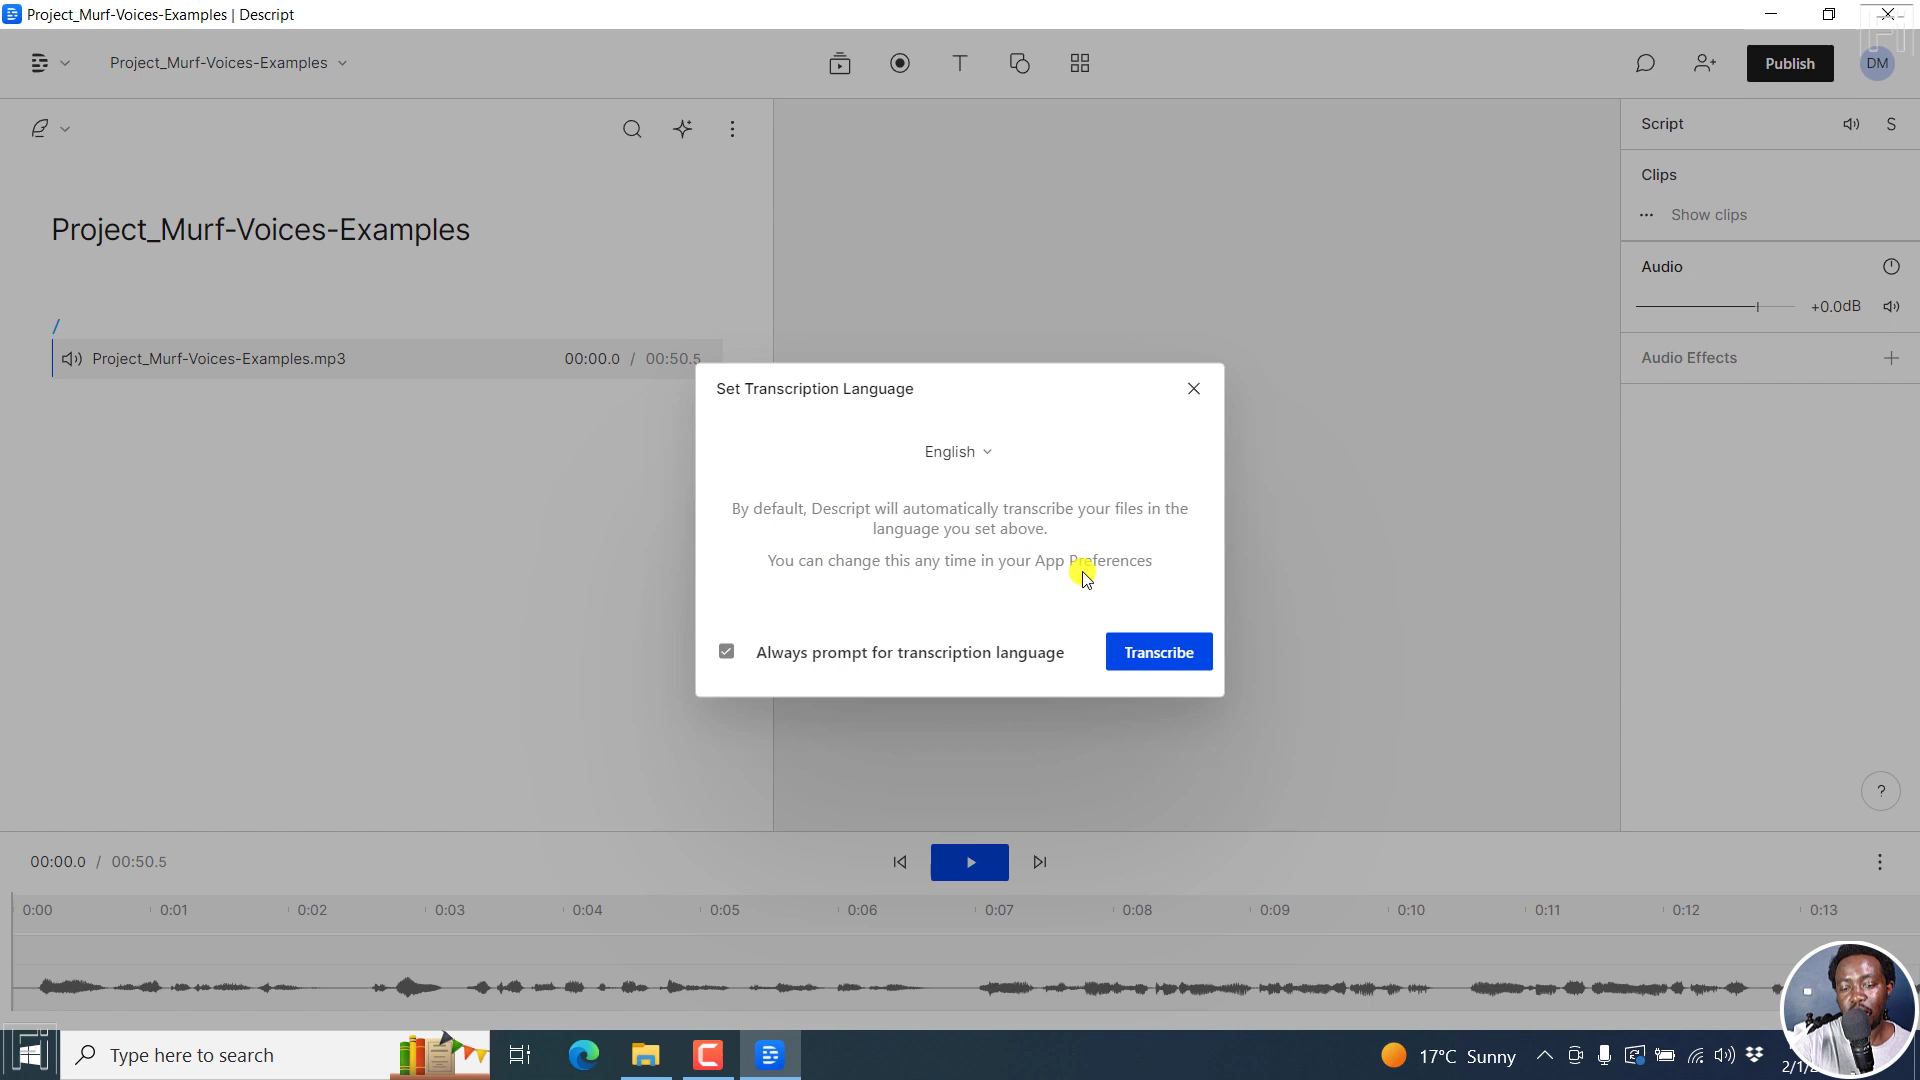 Project_Murf-Voices-Examples | Descript
Project_Murf-Voices-Examples
Publish
DM
Script
S
Clips
Show clips
Audio
+0.0dB
Audio Effects
Project_Murf-Voices-Examples
/
Project_Murf-Voices-Examples.mp3 00:00.0 / 00:50.5
Set Transcription Language
English
By default, Descript will automatically transcribe your files in the
language you set above.
You can change this any time in your App Preferences
Always prompt for transcription language
Transcribe
?
00:00.0 / 00:50.5
0:00 0:01 0:02 0:03 0:04 0:05 0:06 0:07 0:08 0:09 0:10 0:11 0:12 0:13
Type here to search
17°C Sunny